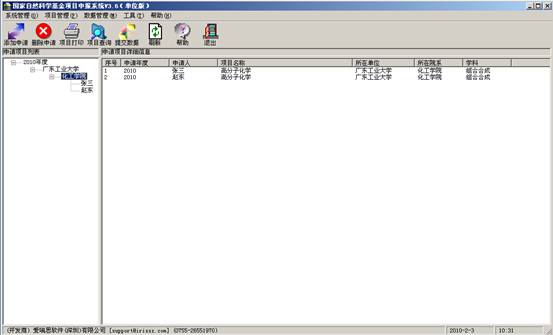 国家自然科学基金项目申报系统V3.6(单位版)
系统管理(S) 项目管理(P) 数据管理(M) 工具(T) 帮助(H)
添加申请 删除申请 项目打印 项目查询 提交数据 刷新 帮助 退出
申请项目列表 申请项目详细信息
2010年度
广东工业大学
化工学院
张三
赵东
序号 申请年度 申请人 项目名称 所在单位 所在院系 学科
1 2010 张三 高分子化学 广东工业大学 化工学院 组合合成
2 2010 赵东 高分子化学 广东工业大学 化工学院 组合合成
(开发商) 爱瑞思软件(深圳)有限公司 [support@irissz.com] (0755-26551970) 2010-2-3 10:31